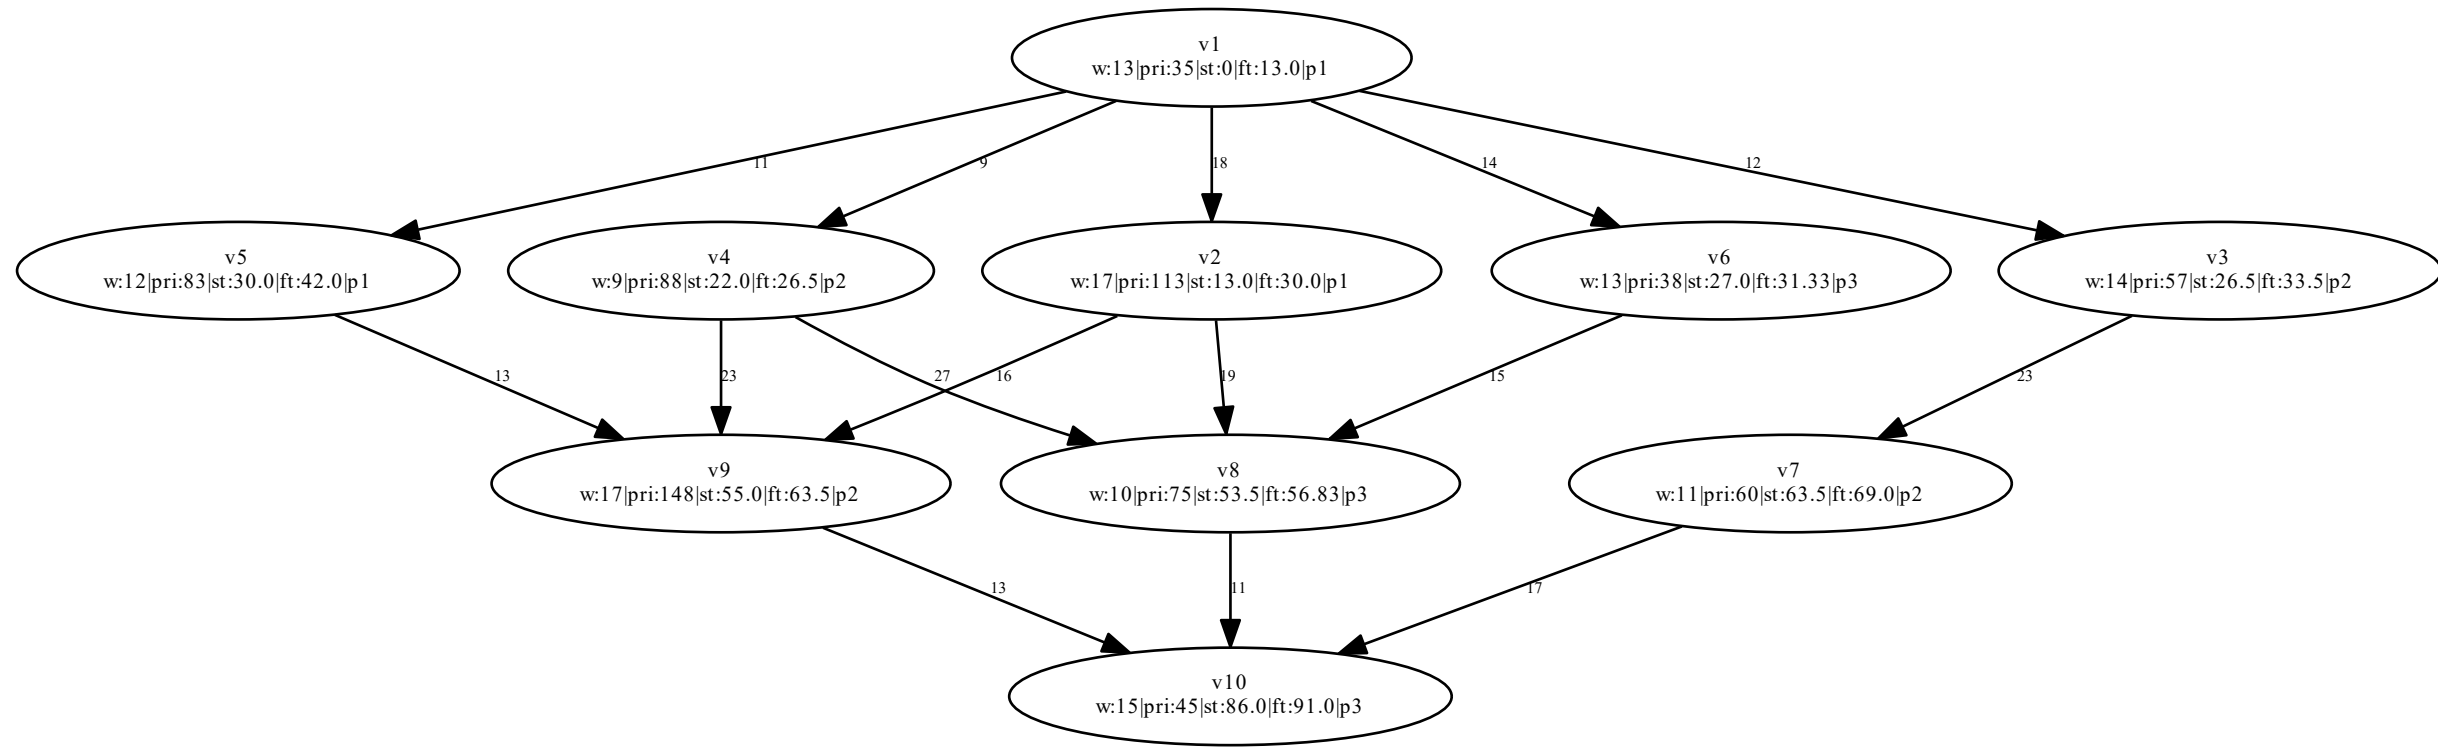 v1
w:13|pri:35|st:0|ft:13.0|p1
11
9
18
14
12
v5
w:12|pri:83|st:30.0|ft:42.0|p1
v4
w:9|pri:88|st:22.0|ft:26.5|p2
v2
w:17|pri:113|st:13.0|ft:30.0|p1
v6
w:13|pri:38|st:27.0|ft:31.33|p3
v3
w:14|pri:57|st:26.5|ft:33.5|p2
13
23
27
16
19
15
23
v9
w:17|pri:148|st:55.0|ft:63.5|p2
v8
w:10|pri:75|st:53.5|ft:56.83|p3
v7
w:11|pri:60|st:63.5|ft:69.0|p2
13
11
17
v10
w:15|pri:45|st:86.0|ft:91.0|p3